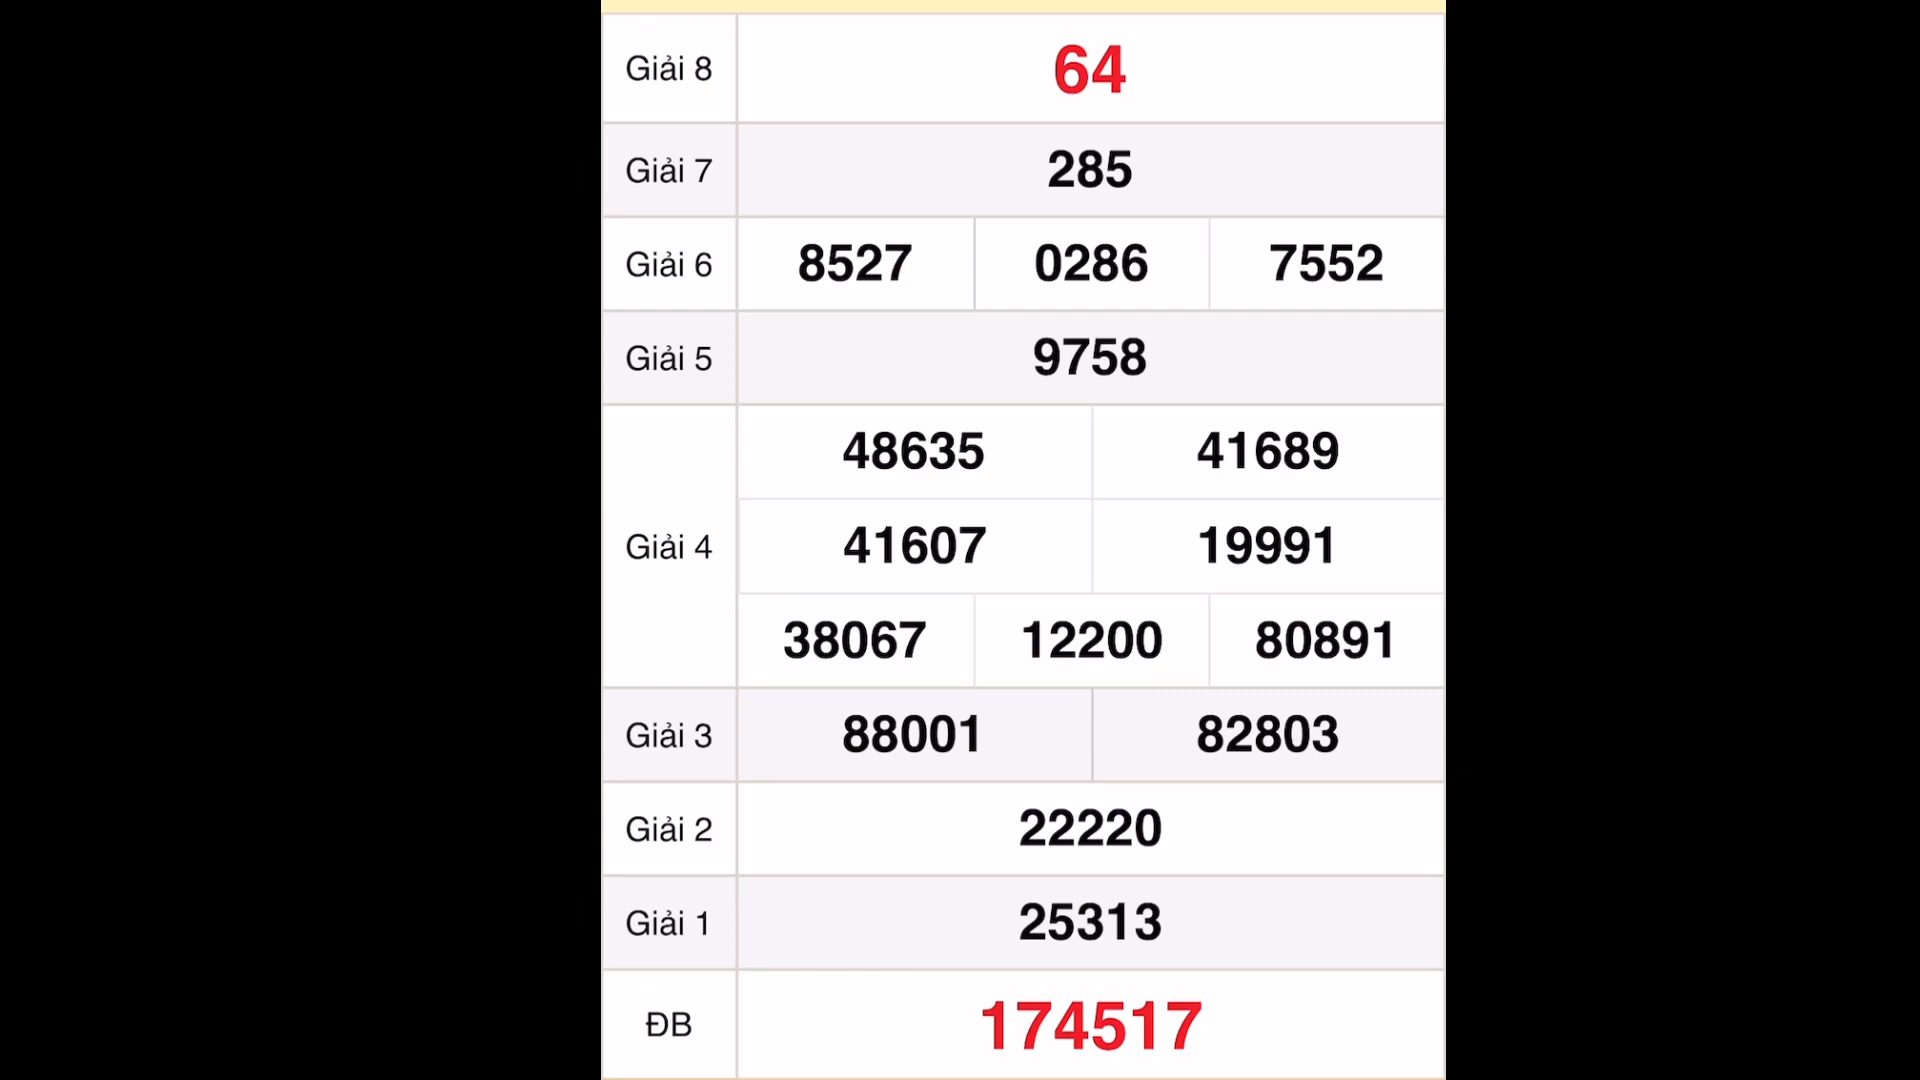 Giải 8 64
Giải 7 285
Giải 6 8527 0286 7552
Giải 5 9758
48635 41689
Giải 4 41607 19991
38067 12200 80891
Giải 3 88001 82803
Giải 2 22220
Giải 1 25313
ĐB 174517